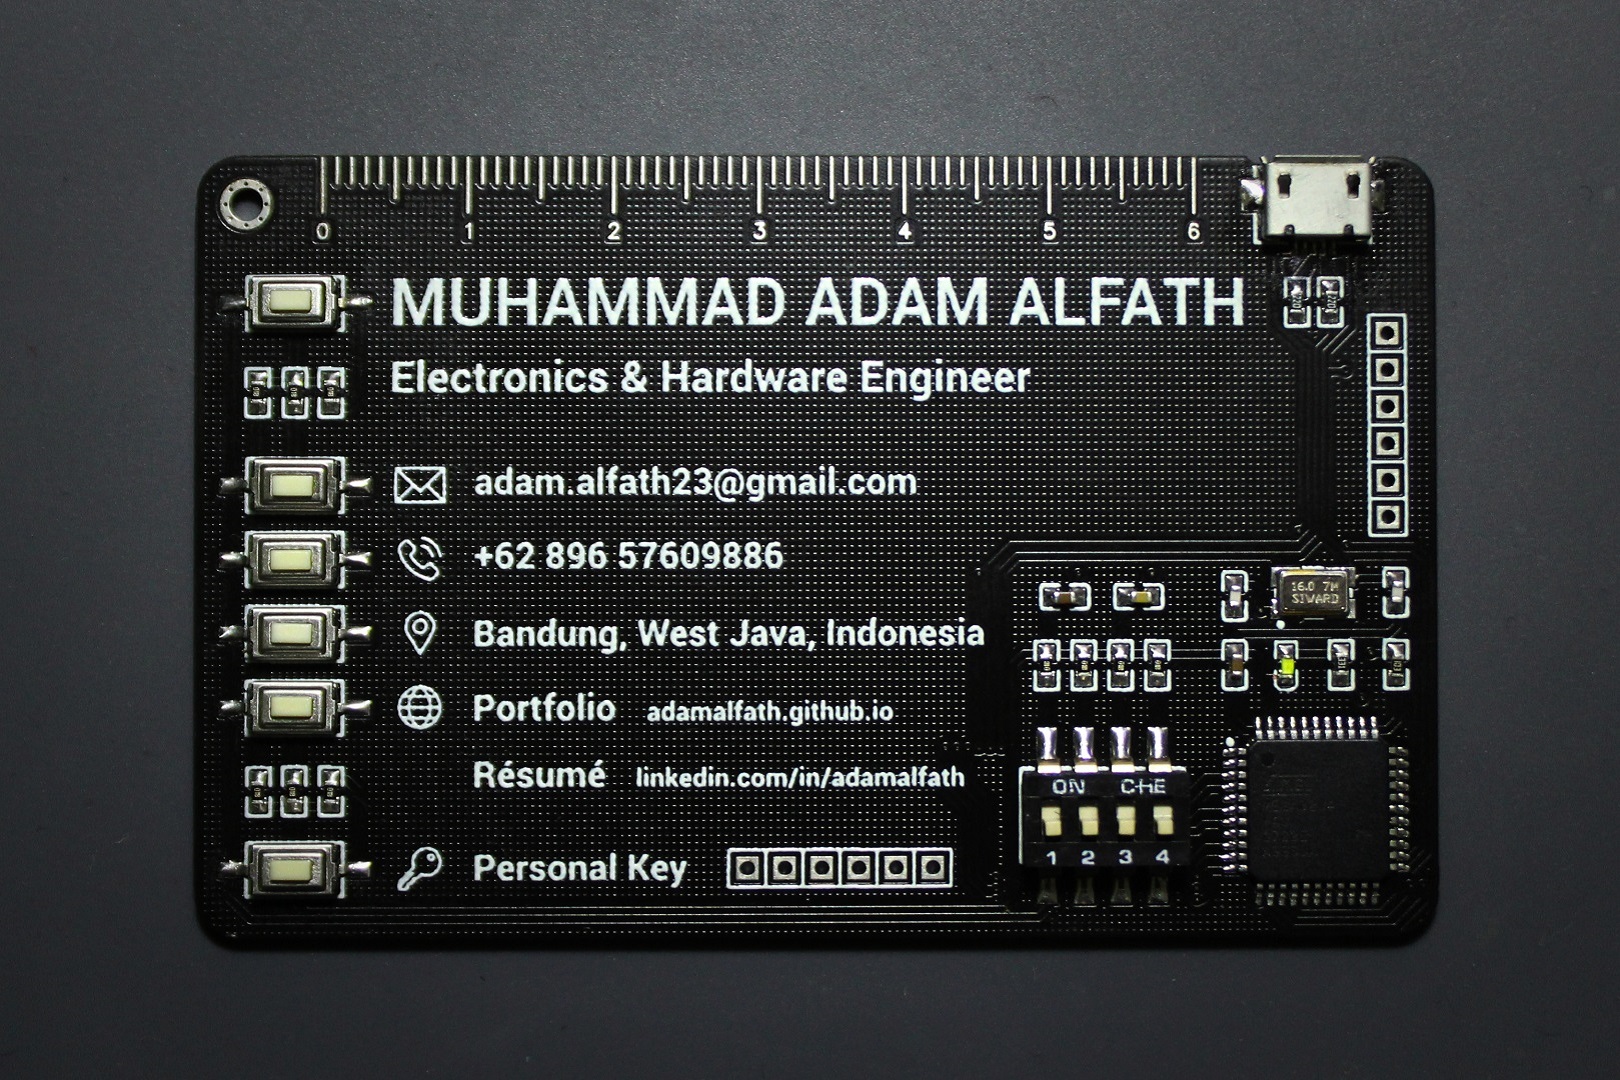 0 1 2 3 4 5 6
MUHAMMAD ADAM ALFATH
Electronics & Hardware Engineer
adam.alfath23@gmail.com
+62 896 57609886
Bandung, West Java, Indonesia
16.0 7M
SIWARD
Portfolio adamalfath.github.io
Résumé linkedin.com/in/adamalfath
ON CHE
1 2 3 4
Personal Key